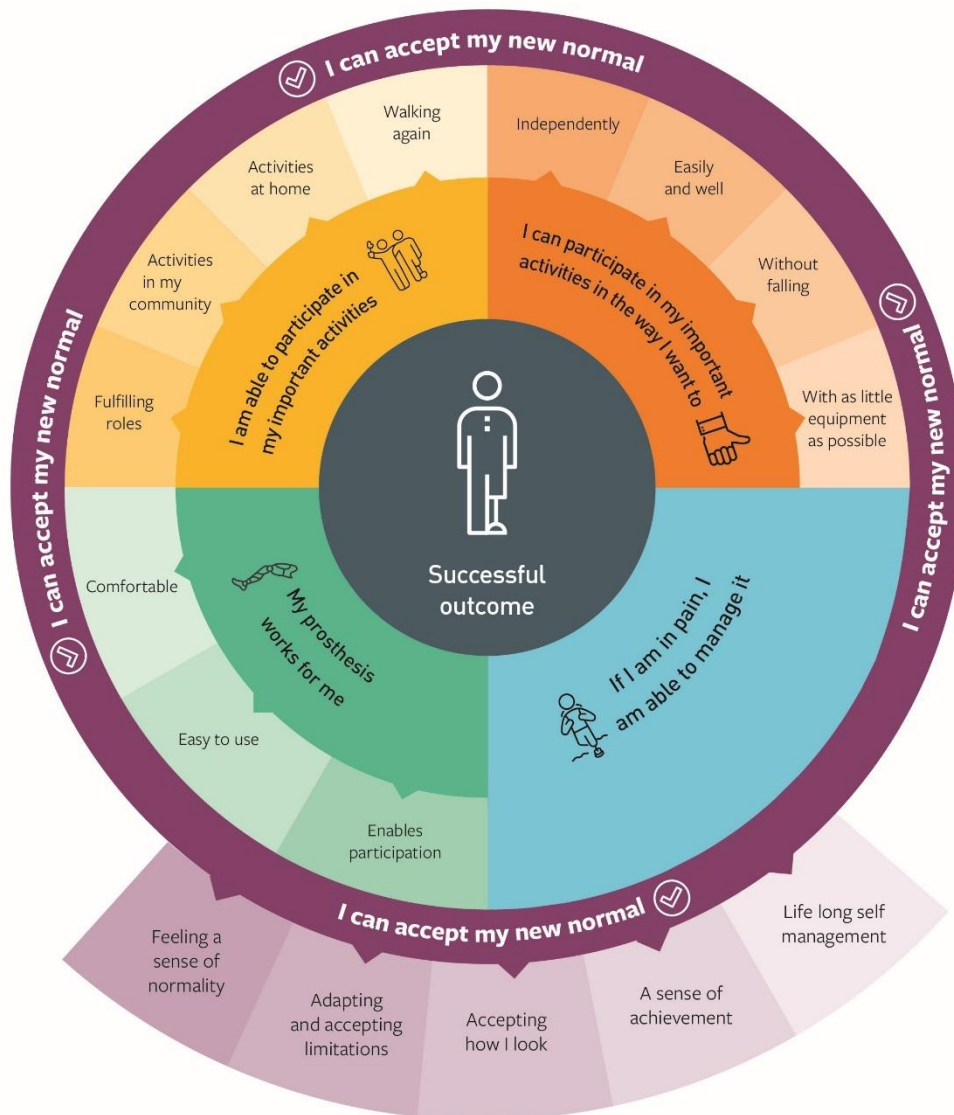 I can accept my new normal
Walking
again
Activities
at home
Activities
in my
community
Fulfilling
roles
I am able to participate in
my important activities
Independently
Easily
and well
Without
falling
With as little
equipment
as possible
I can participate in my important
activities in the way I want to
I can accept my new normal
I can accept my new normal
Successful
outcome
Comfortable
Easy to use
Enables
participation
My prosthesis
works for me
If I am in pain, I
am able to manage it
I can accept my new normal
Feeling a
sense of
normality
Adapting
and accepting
limitations
Accepting
how I look
A sense of
achievement
Life long self
management